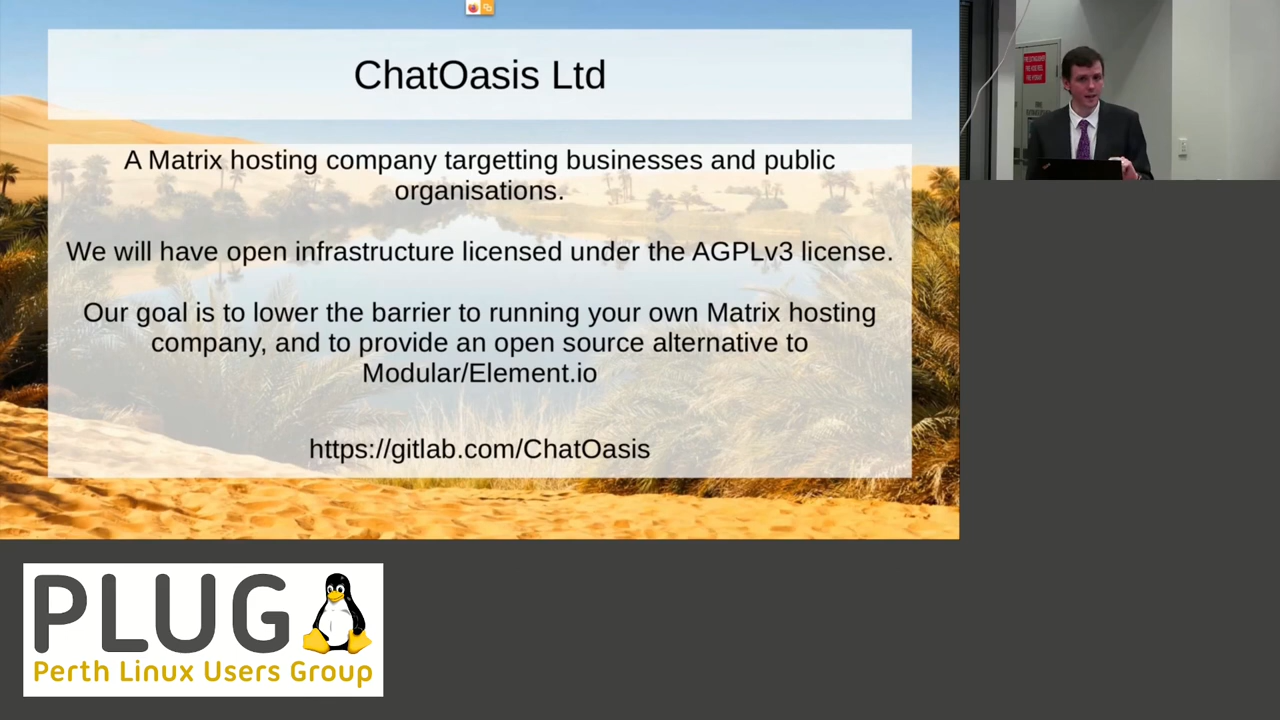 ChatOasis Ltd
A Matrix hosting company targetting businesses and public
organisations.
We will have open infrastructure licensed under the AGPLv3 license.
Our goal is to lower the barrier to running your own Matrix hosting
company, and to provide an open source alternative to
Modular/Element.io
https://gitlab.com/ChatOasis
PLUG
Perth Linux Users Group